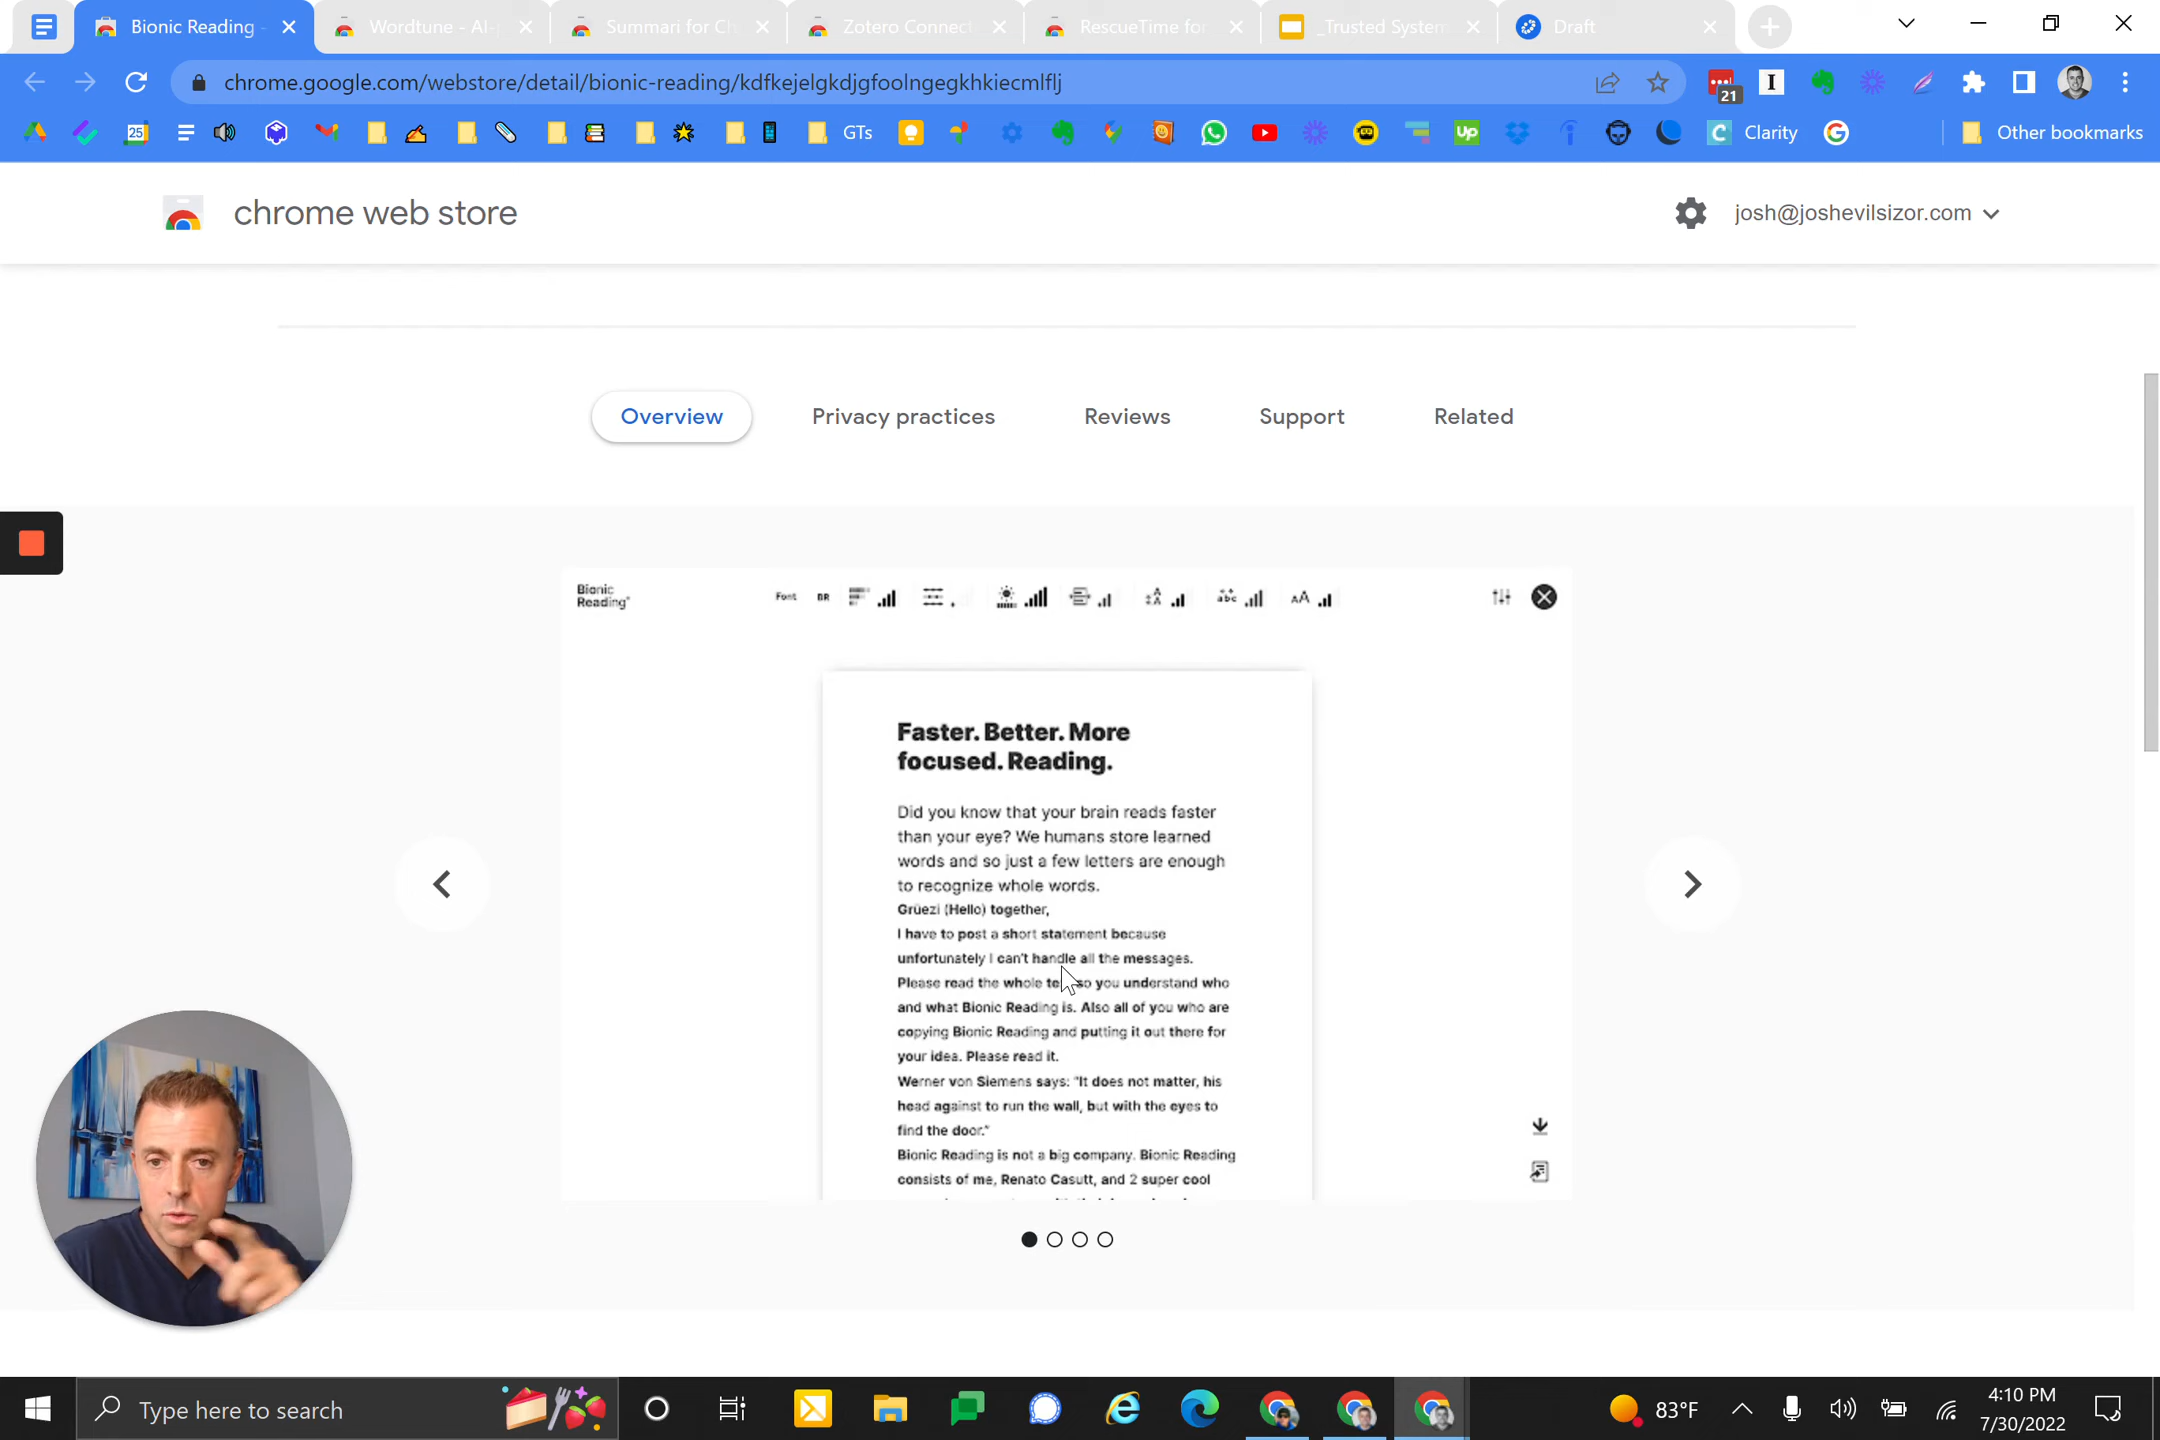 Bionic Reading -
Wordtune - AI-
Summari for Ch
Zotero Connect
RescueTime for
_Trusted System
Draft
chrome.google.com/webstore/detail/bionic-reading/kdfkejelgkdjgfoolngegkhkiecmlflj
21
25
GTs
Up
Clarity
Other bookmarks
chrome web store
josh@joshevilsizor.com
Overview
Privacy practices
Reviews
Support
Related
Bionic
Reading®
Font
BR
abc
AA
Faster. Better. More
focused. Reading.
Did you know that your brain reads faster
than your eye? We humans store learned
words and so just a few letters are enough
to recognize whole words.
Grüezi (Hello) together,
I have to post a short statement because
unfortunately I can't handle all the messages.
Please read the whole te so you understand who
and what Bionic Reading is. Also all of you who are
copying Bionic Reading and putting it out there for
your idea. Please read it.
Werner von Siemens says: "It does not matter, his
head against to run the wall, but with the eyes to
find the door."
Bionic Reading is not a big company. Bionic Reading
consists of me, Renato Casutt, and 2 super cool
Type here to search
83°F
4:10 PM
7/30/2022